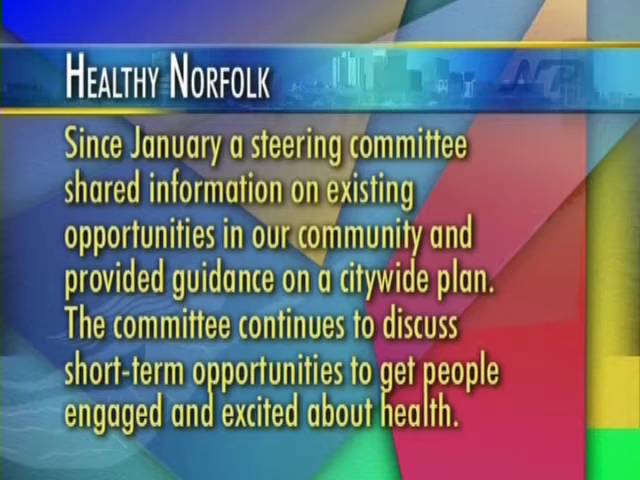 HEALTHY NORFOLK
Since January a steering committee
shared information on existing
opportunities in our community and
provided guidance on a citywide plan.
The committee continues to discuss
short-term opportunities to get people
engaged and excited about health.